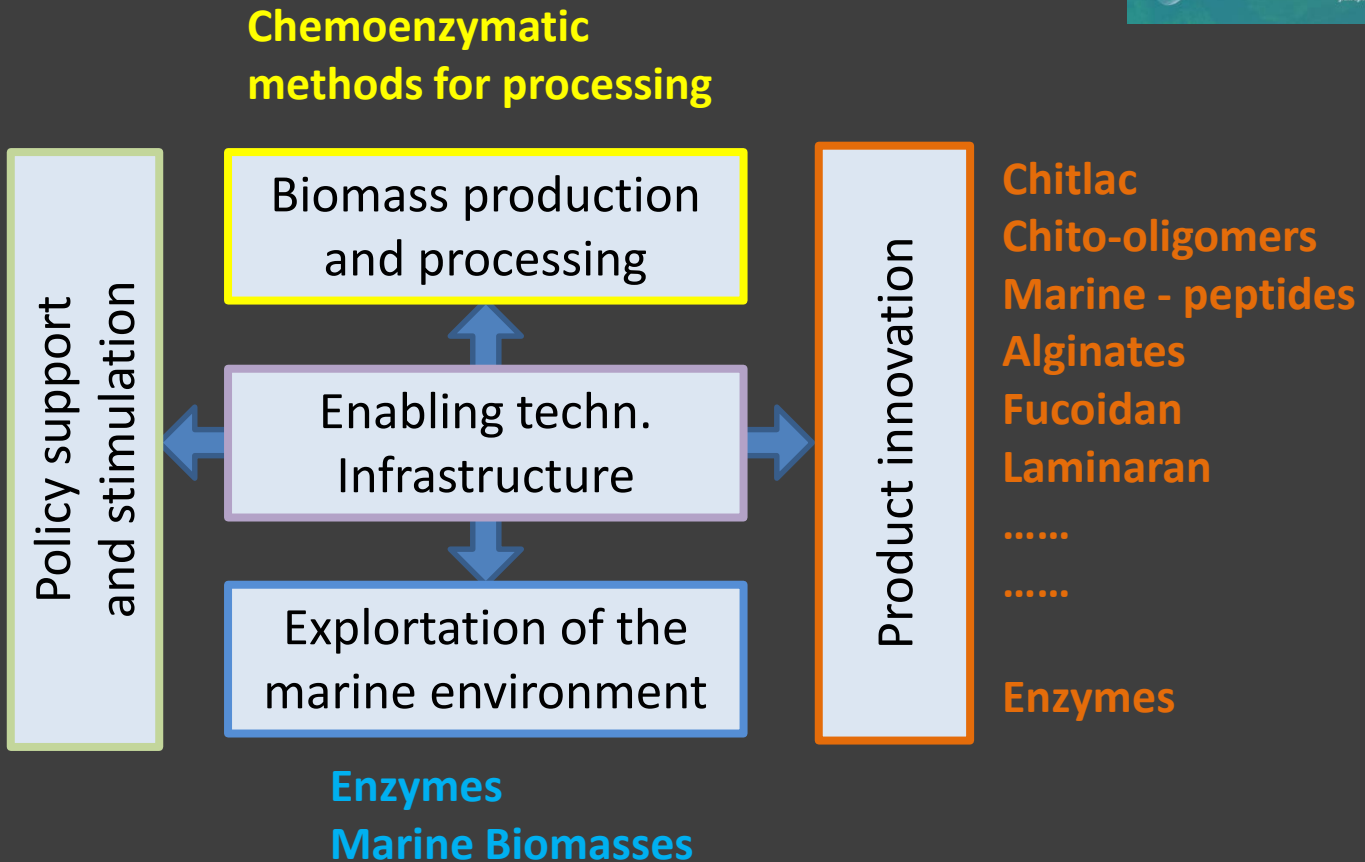 Chemoenzymatic
methods for processing
Policy support
and stimulation
Biomass production
and processing
Enabling techn.
Infrastructure
Explortation of the
marine environment
Product innovation
Chitlac
Chito-oligomers
Marine - peptides
Alginates
Fucoidan
Laminaran
......
......
Enzymes
Enzymes
Marine Biomasses